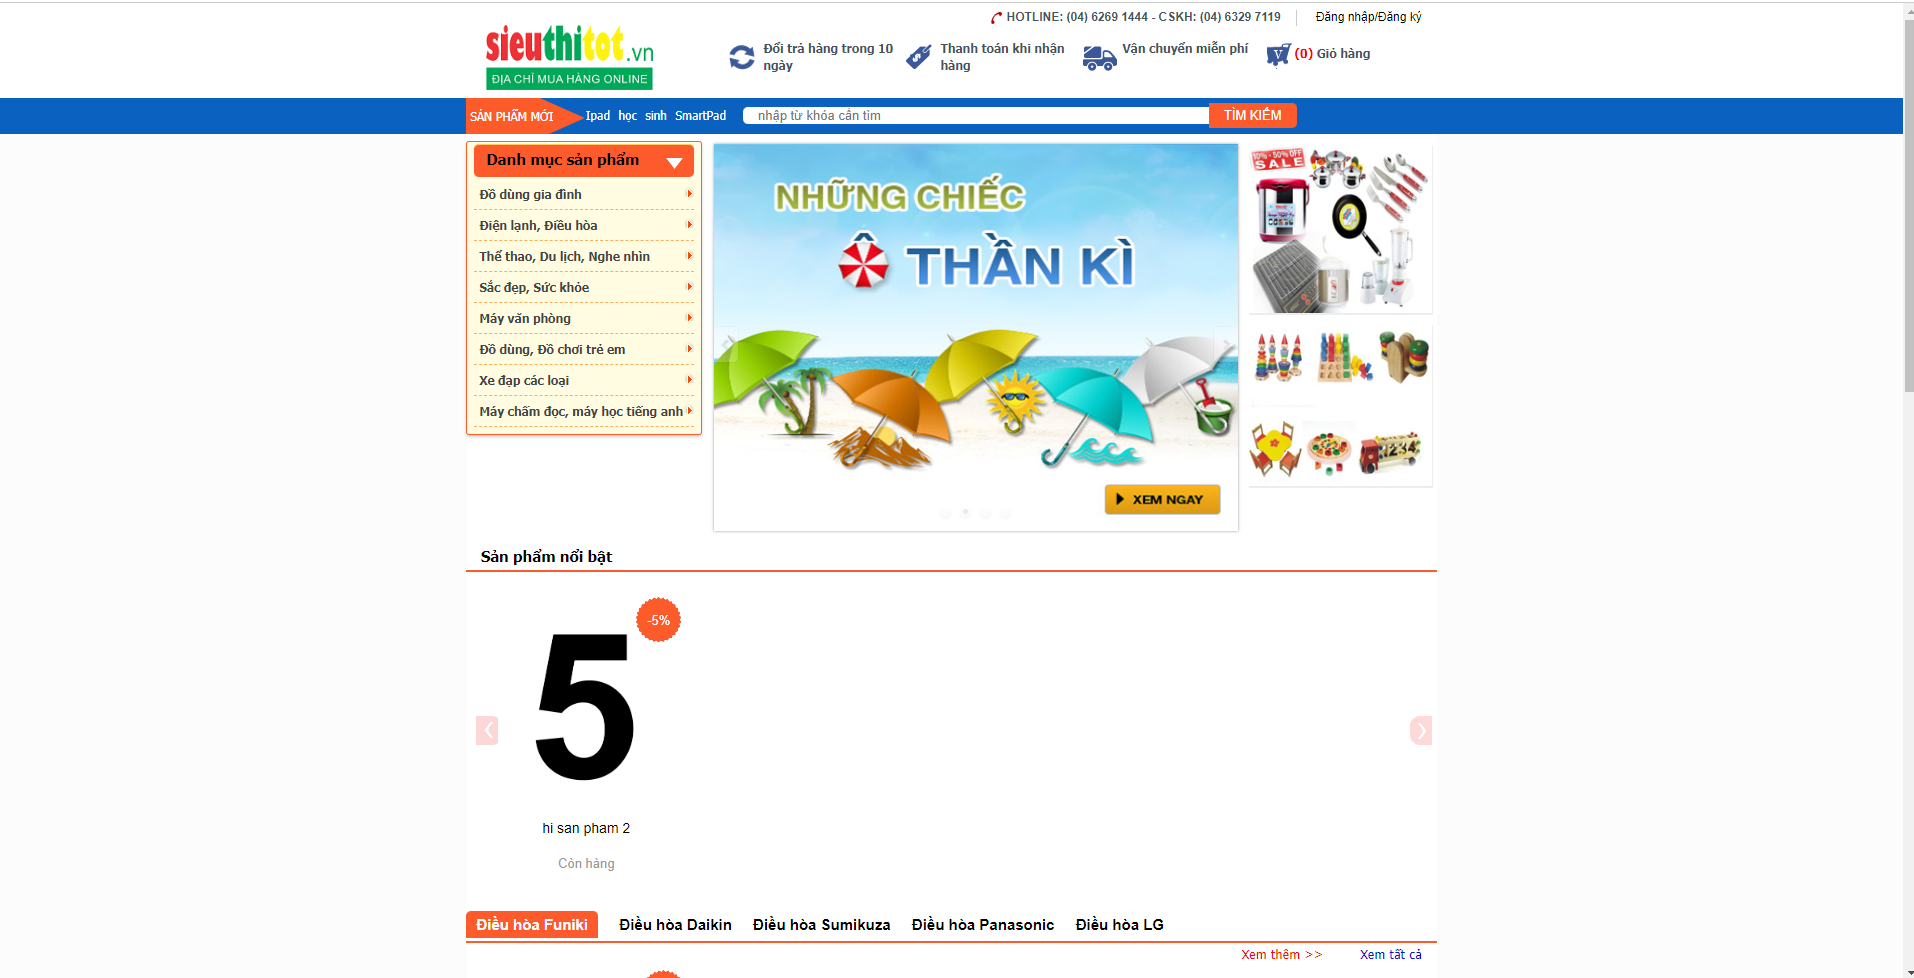 HOTLINE: (04) 6269 1444 - CSKH: (04) 6329 7119
Đăng nhập/Đăng ký
sieuthitot.vn
ĐỊA CHỈ MUA HÀNG ONLINE
Đổi trả hàng trong 10
ngày
Thanh toán khi nhận
hàng
Vận chuyển miễn phí
(0) Giỏ hàng
SẢN PHẨM MỚI
Ipad học sinh SmartPad
nhập từ khóa cần tìm
TÌM KIẾM
Danh mục sản phẩm
Đồ dùng gia đình
Điện lạnh, Điều hòa
Thể thao, Du lịch, Nghe nhìn
Sắc đẹp, Sức khỏe
Máy văn phòng
Đồ dùng, Đồ chơi trẻ em
Xe đạp các loại
Máy chấm đọc, máy học tiếng anh
NHỮNG CHIẾC
Ô THẦN KÌ
XEM NGAY
10% - 50% OFF
SALE
1234
Sản phẩm nổi bật
-5%
5
hi san pham 2
Còn hàng
Điều hòa Funiki
Điều hòa Daikin
Điều hòa Sumikuza
Điều hòa Panasonic
Điều hòa LG
Xem thêm >>
Xem tất cả